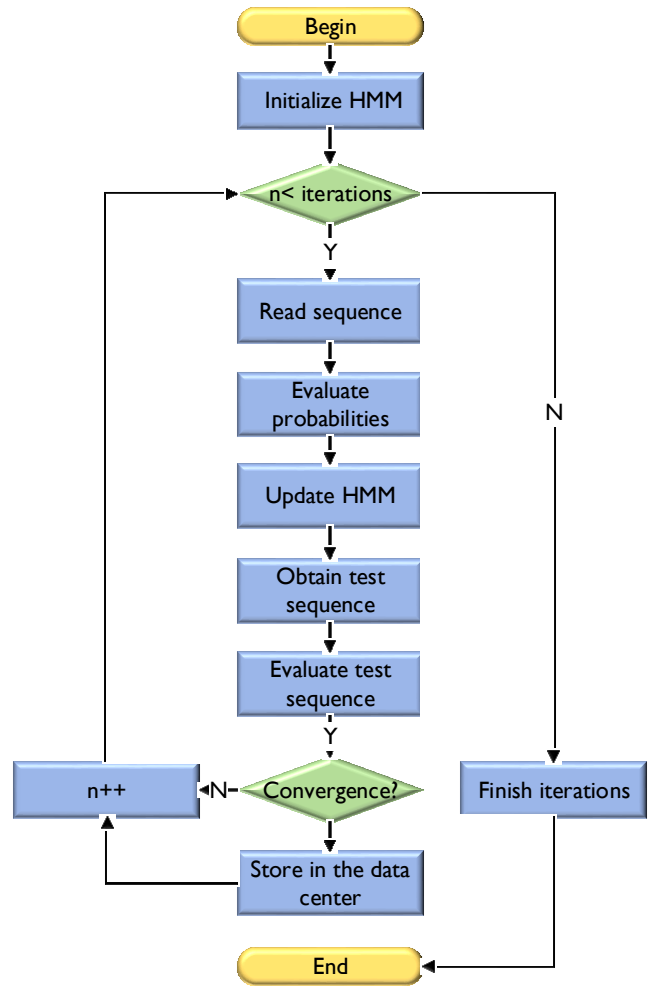 Begin
Initialize HMM
n< iterations
Y
Read sequence
Evaluate
probabilities
N
Update HMM
Obtain test
sequence
Evaluate test
sequence
Y
n++
N
Convergence?
Finish iterations
Store in the data
center
End